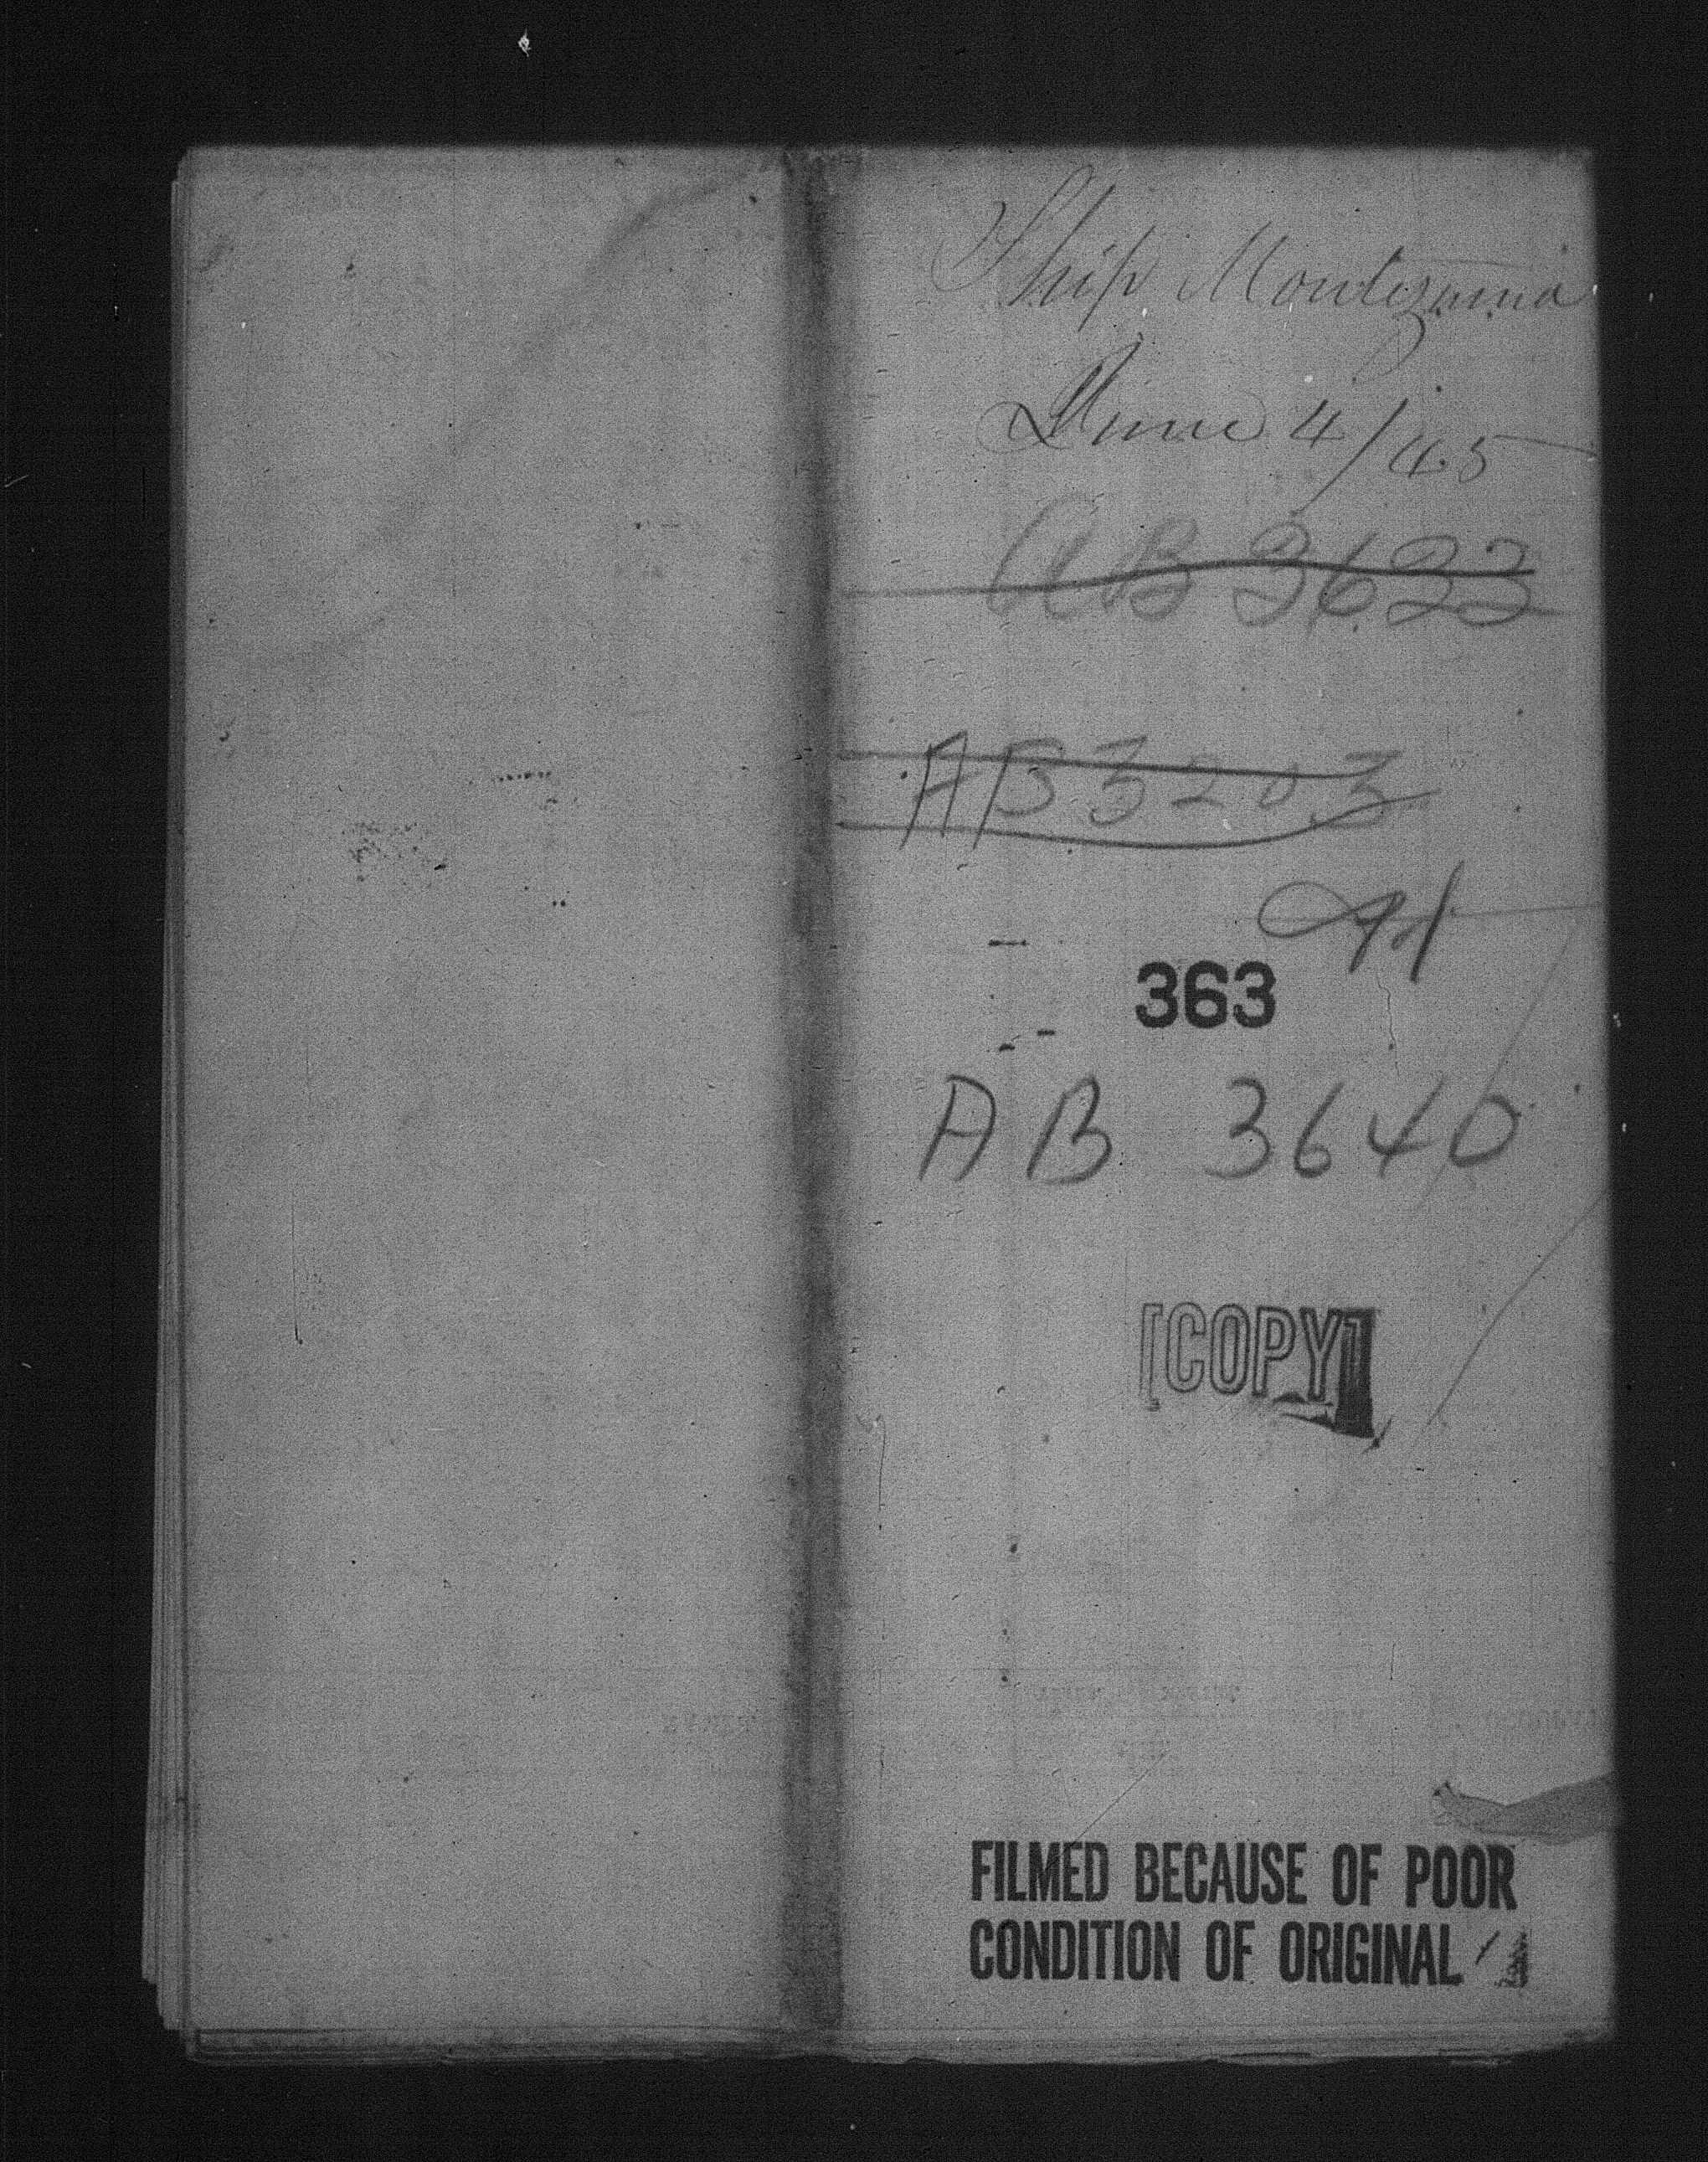 Ship Montezuma
June 4/45
AB 3623
AB 3203
363
AB 3640
[COPY]
FILMED BECAUSE OF POOR
CONDITION OF ORIGINAL